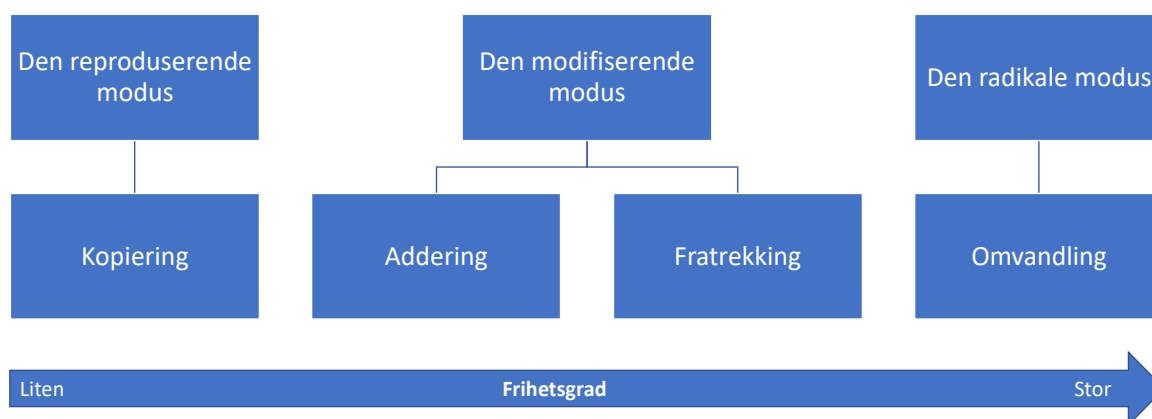 Den reproduserende
modus
Den modifiserende
modus
Den radikale modus
Kopiering
Addering
Fratrekking
Omvandling
Liten
Frihetsgrad
Stor